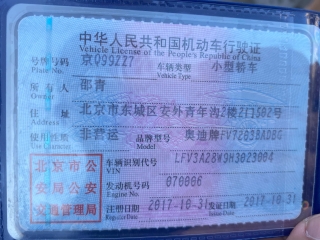 中华人民共和国机动车行驶证
Vehicle License of the People's Republic of China
号牌号码 京Q99Z27 车辆类型 小型轿车
Plate No. Vehicle Type
所有人 邵青
Owner
住址 北京市东城区安外青年沟2楼2门502号
Address
使用性质 非营运 品牌型号 奥迪牌FV7203BADBG
Use Character Model
车辆识别代号 LFV3A28W9H3023004
VIN
发动机号码 070006
Engine No.
注册日期 2017-10-31 发证日期 2017-10-31
Register Date Issue Date
北京市公
安局公安
交通管理局